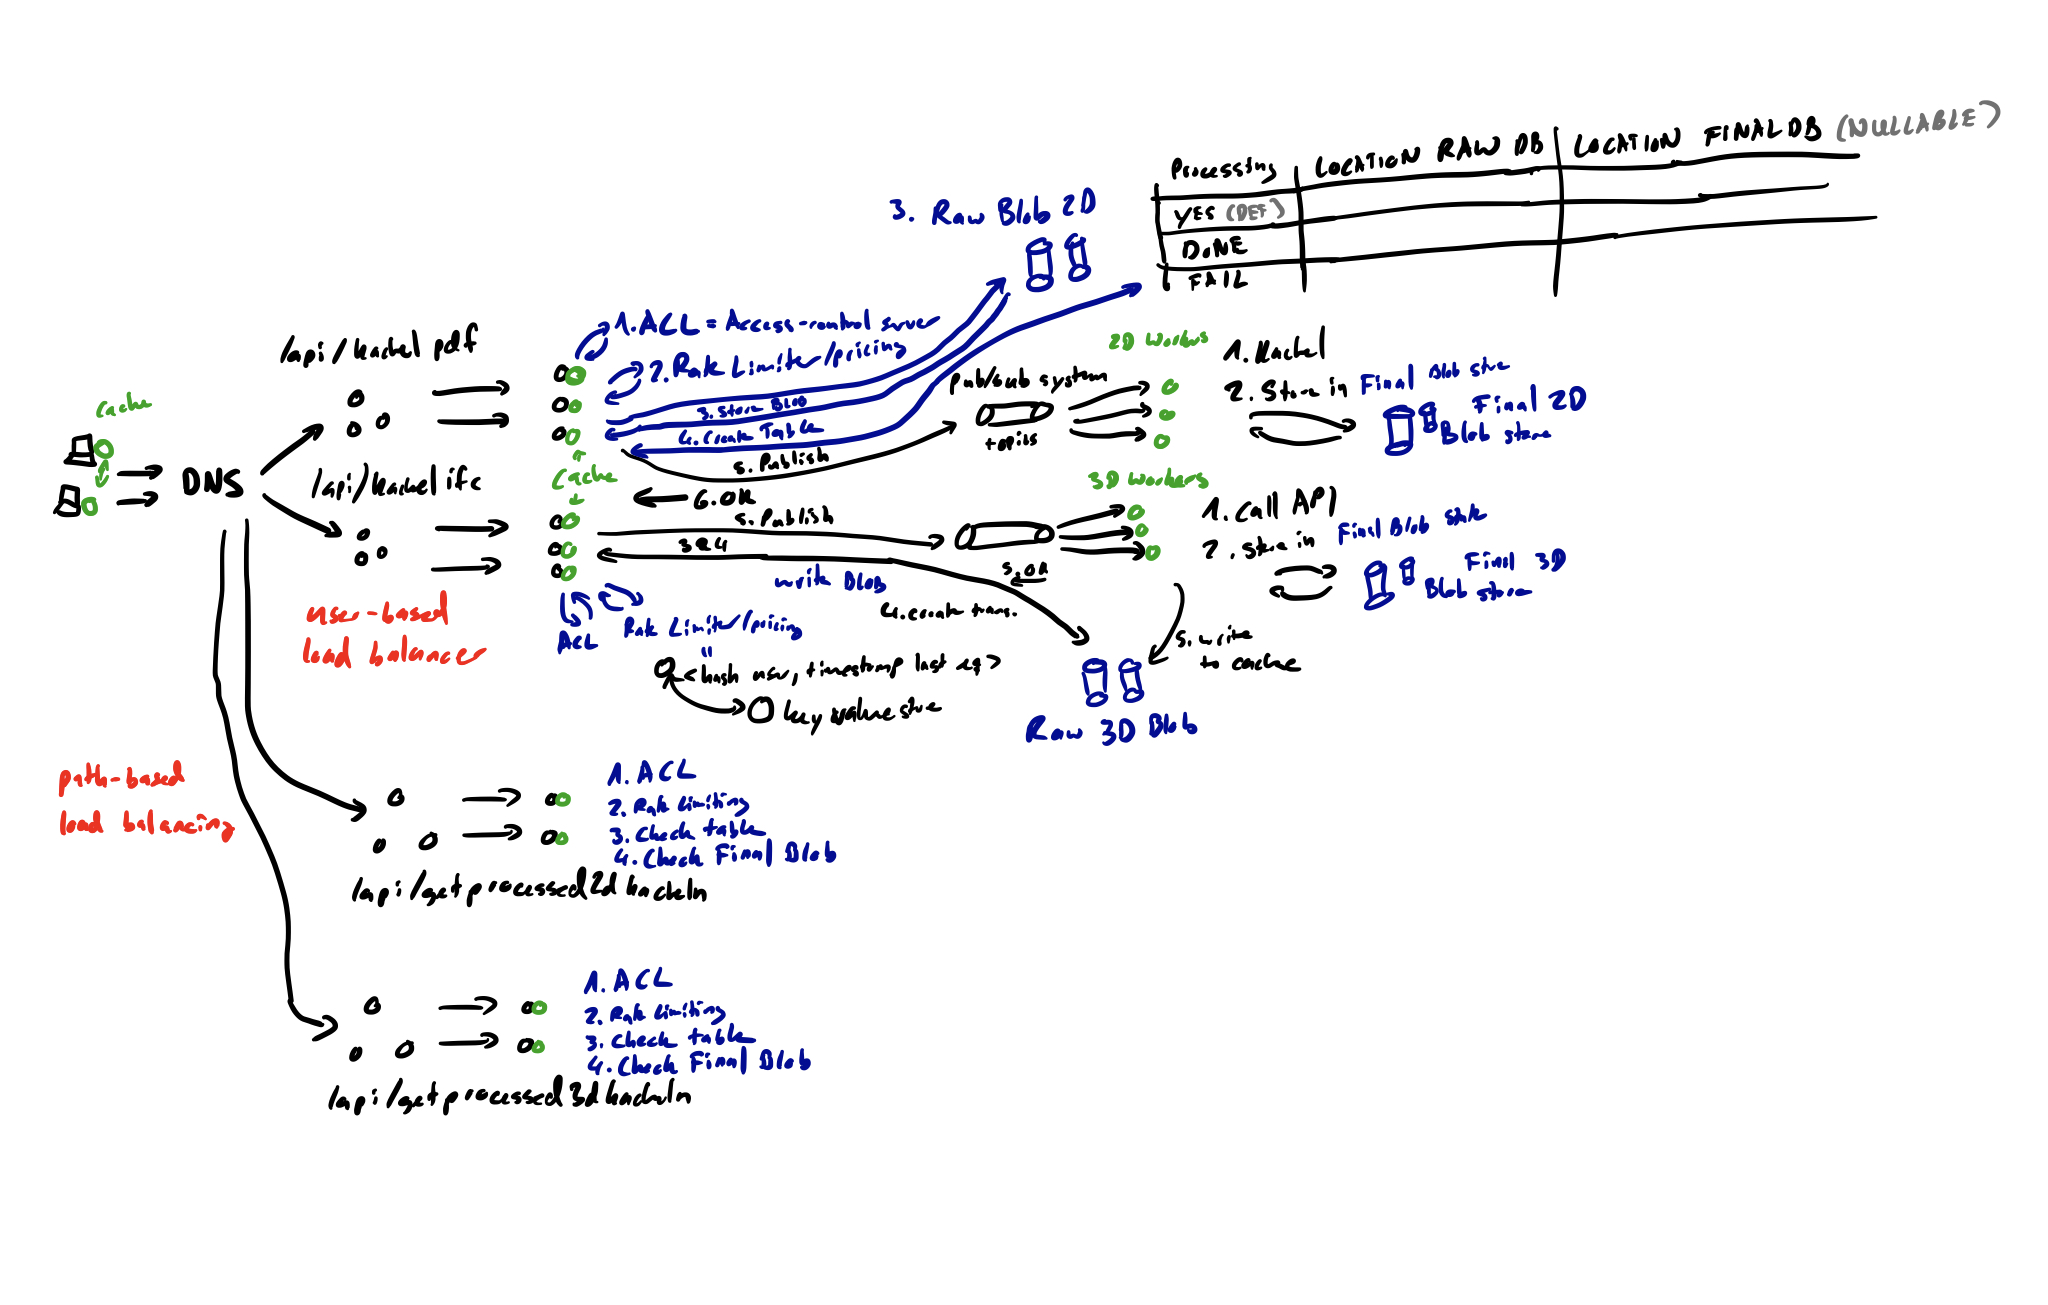 Processing
LOCATION RAW DB
LOCATION FINAL DB (NULLABLE)
YES (DEF)
DONE
FAIL
3. Raw Blob 2D
1. ACL = Access-control server
2. Rate Limiter/pricing
/api/kachel pdf
3. Store Blob
4. Create Table
5. Publish
pub/sub system
topics
2D Workers
1. Kachel
2. Store in Final Blob store
Final 2D
Blob store
cache
DNS
/api/kachel ifc
Cache
6. OK
5. Publish
3 & 4
write Blob
5. OK
4. create trans.
3D Workers
1. Call API
2. store in Final Blob state
Final 3D
Blob store
5. write
to cache
Raw 3D Blob
user-based
load balancer
ACL
Rate Limiter/pricing
<hash usr, timestamp last req>
key value store
path-based
load balancing
1. ACL
2. Rate limiting
3. Check table
4. Check Final Blob
/api/getprocessed2dkacheln
1. ACL
2. Rate limiting
3. Check table
4. Check Final Blob
/api/getprocessed3dkacheln